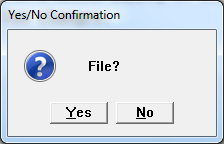 Yes/No Confirmation
File?
Yes
No